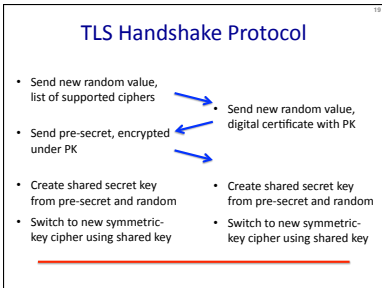 19
TLS Handshake Protocol
• Send new random value,
list of supported ciphers
• Send pre-secret, encrypted
under PK
• Create shared secret key
from pre-secret and random
• Switch to new symmetric-
key cipher using shared key
• Send new random value,
digital certificate with PK
• Create shared secret key
from pre-secret and random
• Switch to new symmetric-
key cipher using shared key